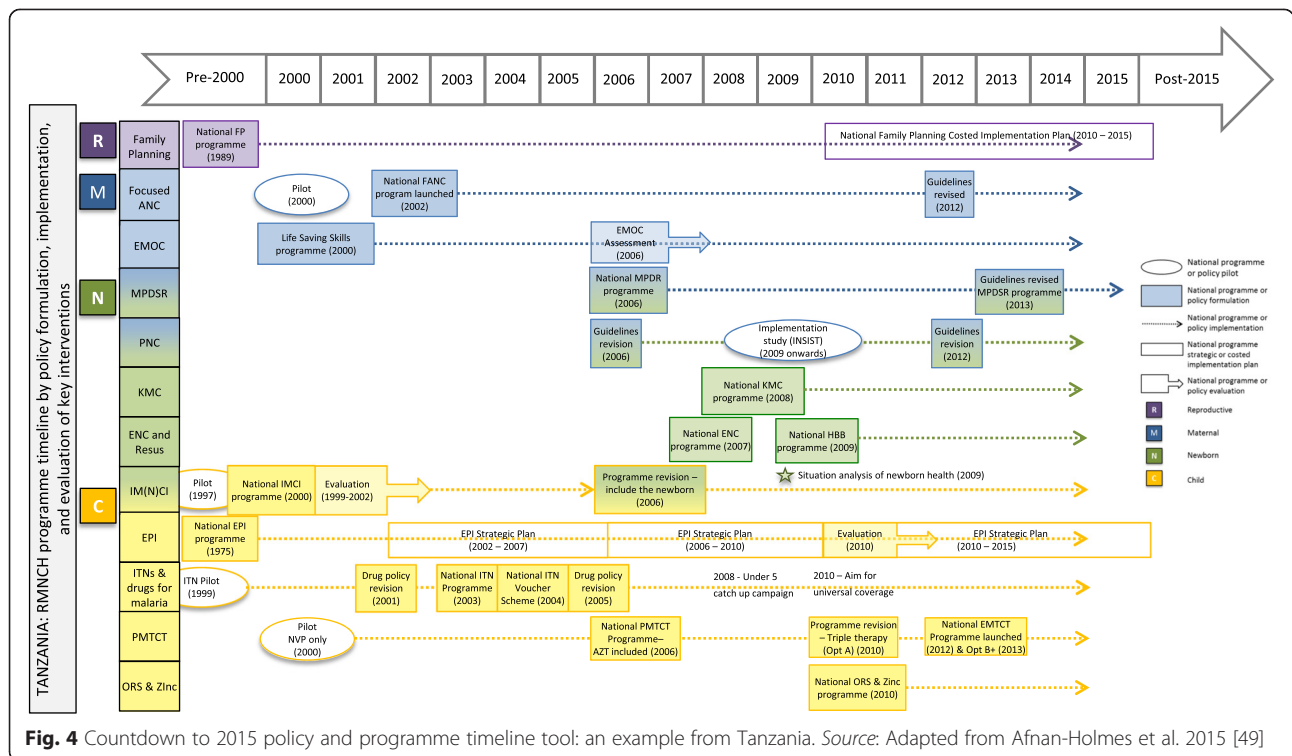 Pre-2000
2000
2001
2002
2003
2004
2005
2006
2007
2008
2009
2010
2011
2012
2013
2014
2015
Post-2015
TANZANIA: RMNCH programme timeline by policy formulation, implementation,
and evaluation of key interventions
R
Family
Planning
National FP
programme
(1989)
National Family Planning Costed Implementation Plan (2010 – 2015)
M
Focused
ANC
Pilot
(2000)
National FANC
program launched
(2002)
Guidelines
revised
(2012)
EMOC
Life Saving Skills
programme (2000)
EMOC
Assessment
(2006)
N
MPDSR
National MPDR
programme
(2006)
Guidelines revised
MPDSR programme
(2013)
PNC
Guidelines
revision
(2006)
Implementation
study (INSIST)
(2009 onwards)
Guidelines
revision
(2012)
KMC
National KMC
programme (2008)
ENC and
Resus
National ENC
programme
(2007)
National HBB
programme
(2009)
C
IM(N)CI
Pilot
(1997)
National IMCI
programme (2000)
Evaluation
(1999-2002)
Programme revision –
include the newborn
(2006)
Situation analysis of newborn health (2009)
EPI
National EPI
programme
(1975)
EPI Strategic Plan
(2002 – 2007)
EPI Strategic Plan
(2006 – 2010)
Evaluation
(2010)
EPI Strategic Plan
(2010 – 2015)
ITNs &
drugs for
malaria
ITN Pilot
(1999)
Drug policy
revision
(2001)
National ITN
Programme
(2003)
National ITN
Voucher
Scheme (2004)
Drug policy
revision
(2005)
2008 - Under 5
catch up campaign
2010 – Aim for
universal coverage
PMTCT
Pilot
NVP only
(2000)
National PMTCT
Programme–
AZT included (2006)
Programme revision
– Triple therapy
(Opt A) (2010)
National EMTCT
Programme launched
(2012) & Opt B+ (2013)
ORS & ZInc
National ORS & Zinc
programme (2010)
National programme
or policy pilot
National programme or
policy formulation
National programme or
policy implementation
National programme
strategic or costed
implementation plan
National programme or
policy evaluation
R
Reproductive
M
Maternal
N
Newborn
C
Child
Fig. 4 Countdown to 2015 policy and programme timeline tool: an example from Tanzania. Source: Adapted from Afnan-Holmes et al. 2015 [49]